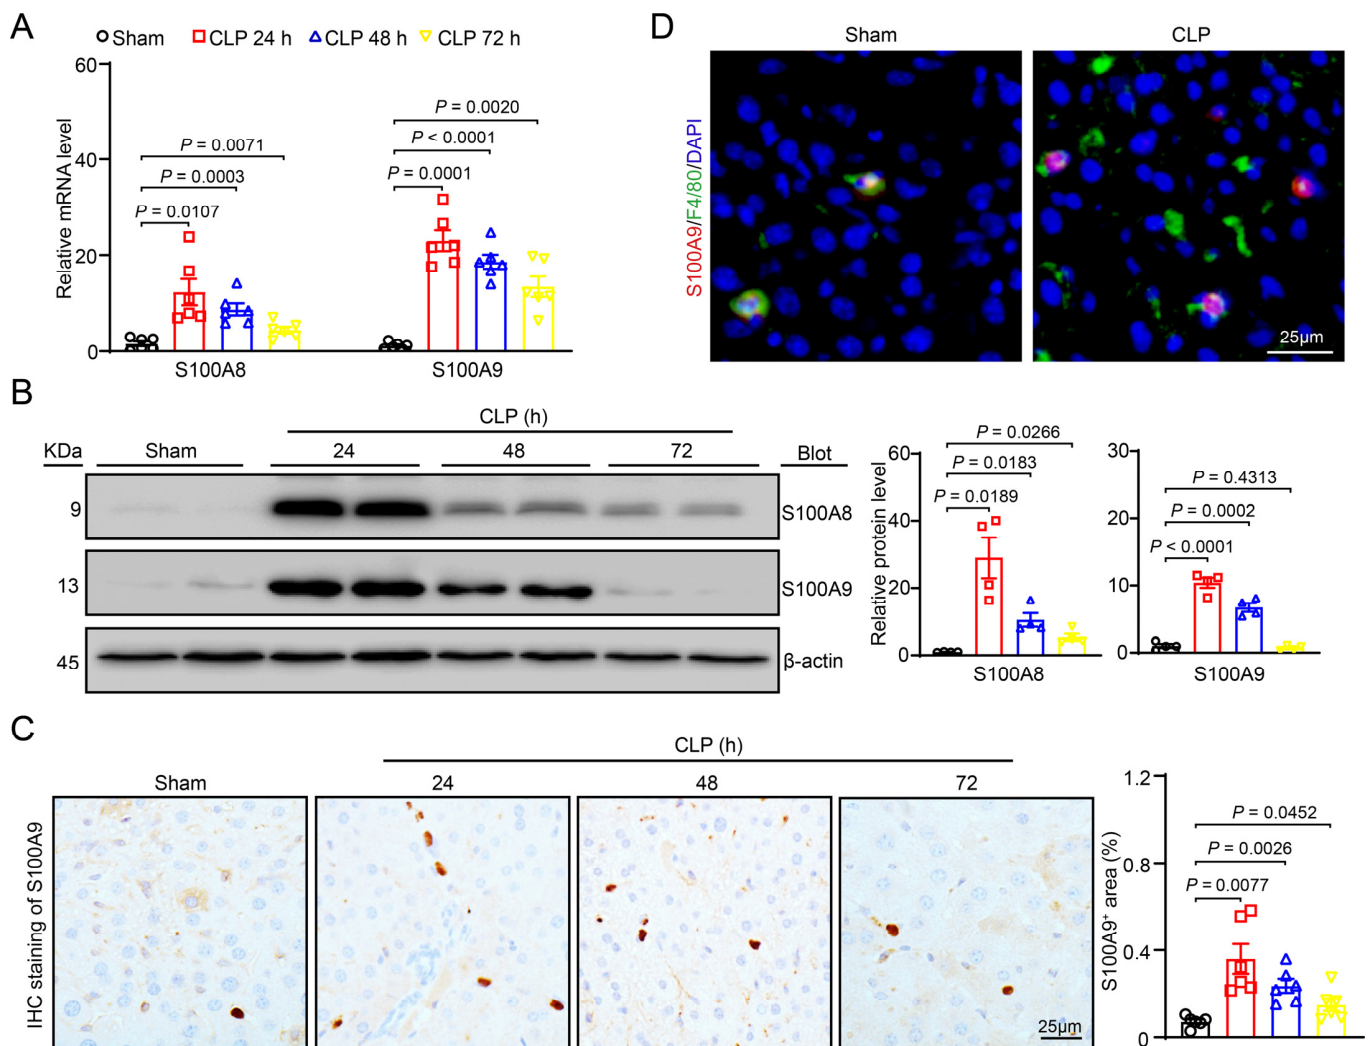 A
Sham CLP 24 h CLP 48 h CLP 72 h
Relative mRNA level
60
40
20
0
P = 0.0071
P = 0.0003
P = 0.0107
P = 0.0020
P < 0.0001
P = 0.0001
S100A8 S100A9
D
Sham CLP
S100A9/F4/80/DAPI
25µm
B
CLP (h)
KDa Sham 24 48 72 Blot
9 S100A8
13 S100A9
45 β-actin
Relative protein level
60
40
20
0
P = 0.0266
P = 0.0183
P = 0.0189
S100A8
30
20
10
0
P = 0.4313
P = 0.0002
P < 0.0001
S100A9
C
CLP (h)
Sham 24 48 72
IHC staining of S100A9
25µm
S100A9⁺ area (%)
1.2
0.8
0.4
0
P = 0.0452
P = 0.0026
P = 0.0077